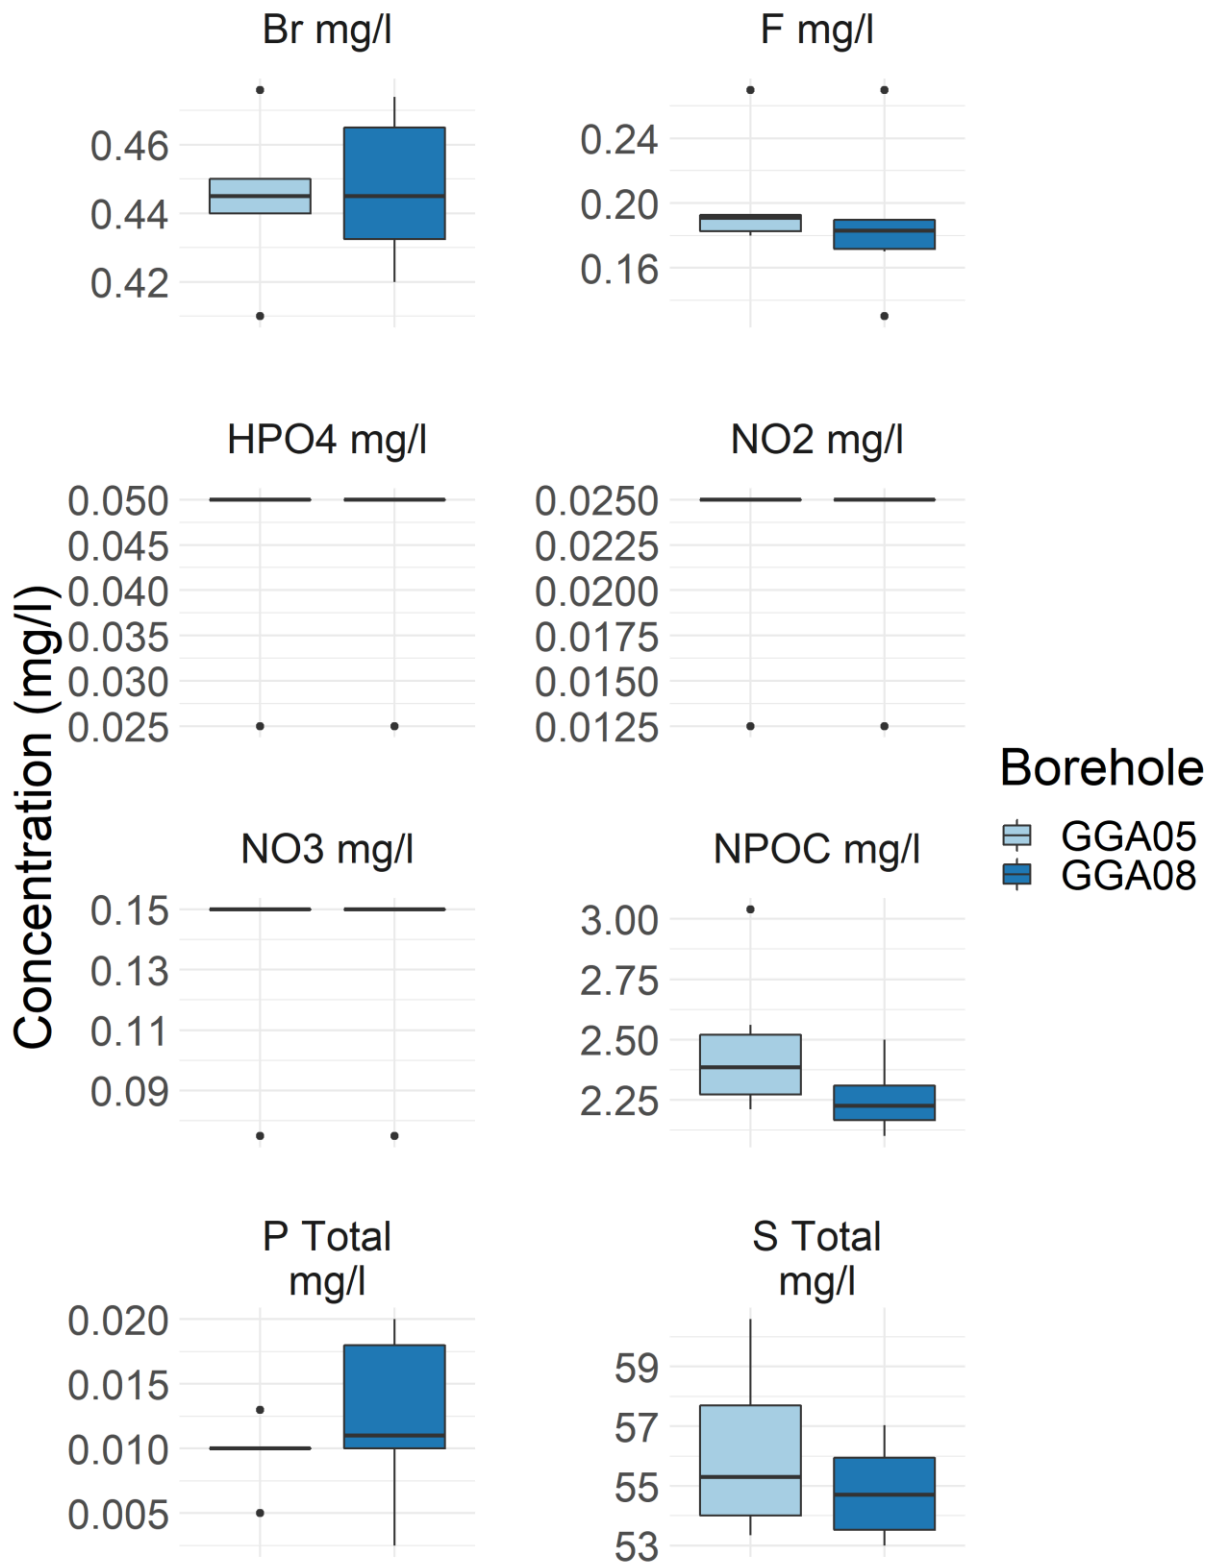 Br mg/l
F mg/l
0.46
0.44
0.42
0.24
0.20
0.16
HPO4 mg/l
NO2 mg/l
0.050
0.045
0.040
0.035
0.030
0.025
0.0250
0.0225
0.0200
0.0175
0.0150
0.0125
Concentration (mg/l)
NO3 mg/l
NPOC mg/l
0.15
0.13
0.11
0.09
3.00
2.75
2.50
2.25
P Total
mg/l
S Total
mg/l
0.020
0.015
0.010
0.005
59
57
55
53
Borehole
GGA05
GGA08